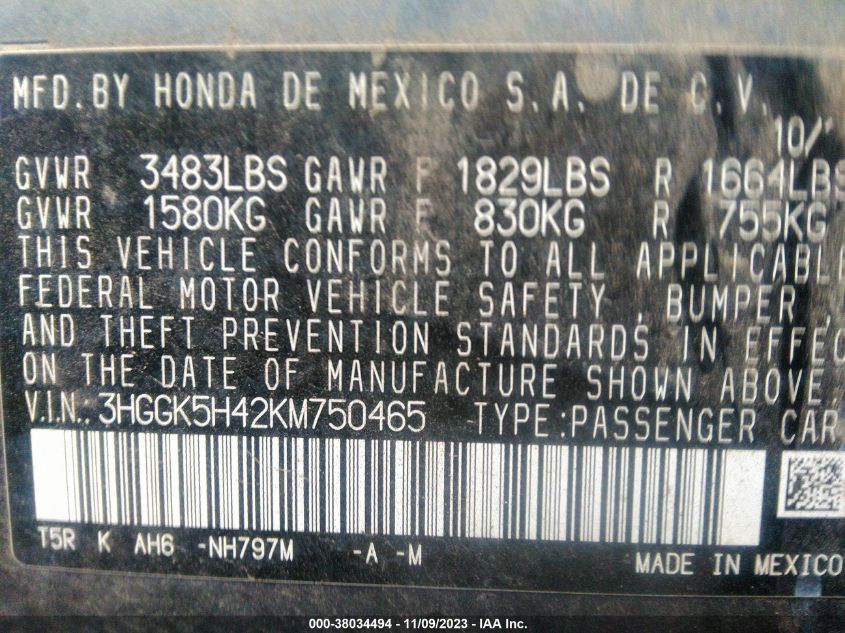 MFD.BY HONDA DE MEXICO S.A. DE C.V.
10/
GVWR 3483LBS GAWR F 1829LBS R 1664LBS
GVWR 1580KG GAWR F 830KG R 755KG
THIS VEHICLE CONFORMS TO ALL APPLICABLE
FEDERAL MOTOR VEHICLE SAFETY, BUMPER,
AND THEFT PREVENTION STANDARDS IN EFFEC
ON THE DATE OF MANUFACTURE SHOWN ABOVE.
V.I.N.. 3HGGK5H42KM750465 TYPE:PASSENGER CAR
T5R K AH6 -NH797M -A -M
MADE IN MEXICO
000-38034494 — 11/09/2023 — IAA Inc.